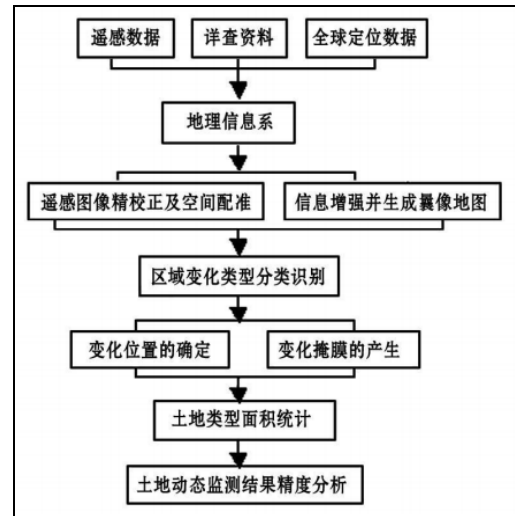 遥感数据
详查资料
全球定位数据
地理信息系
遥感图像精校正及空间配准
信息增强并生成曩像地图
区域变化类型分类识别
变化位置的确定
变化掩膜的产生
土地类型面积统计
土地动态监测结果精度分析